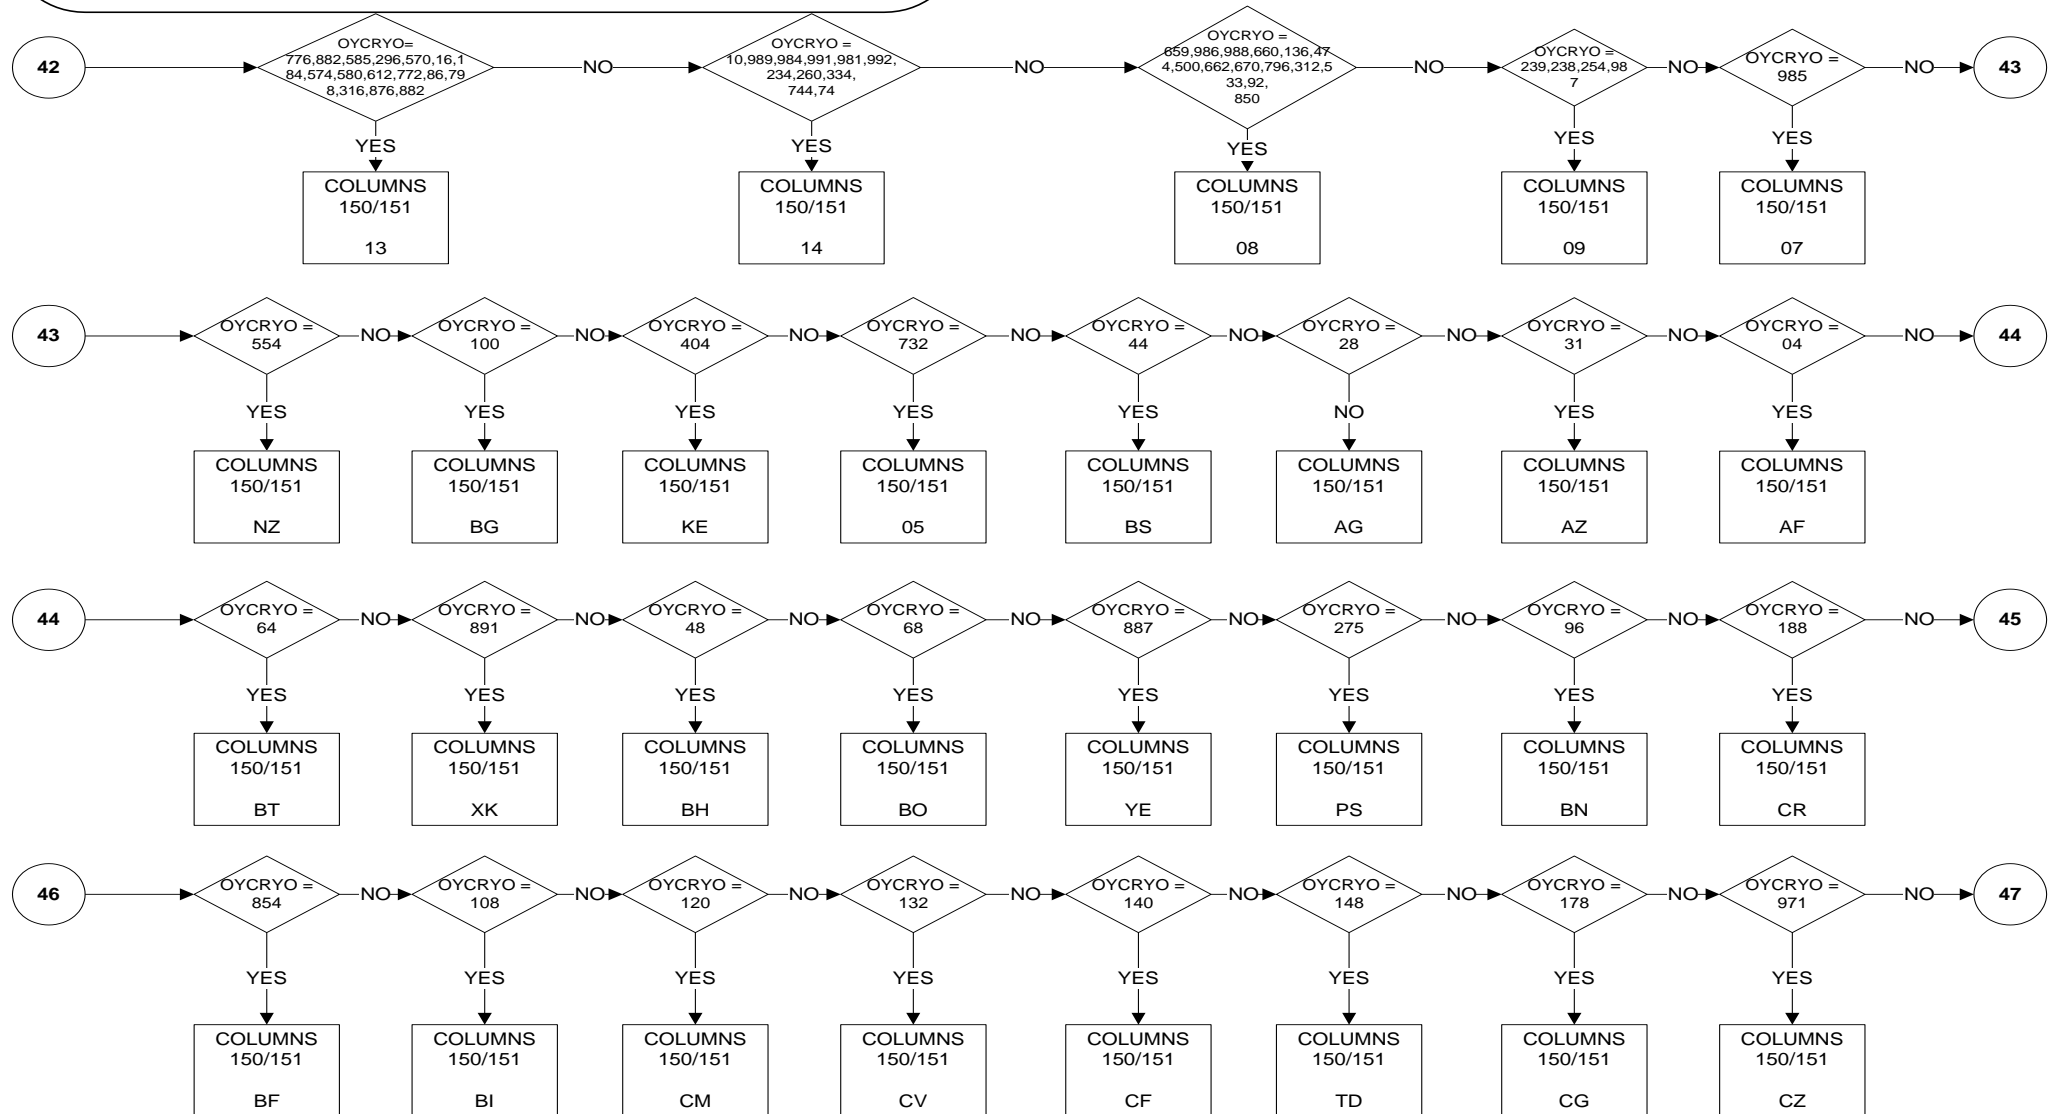 42
OYCRYO=
776,882,585,296,570,16,1
84,574,580,612,772,86,79
8,316,876,882
NO
OYCRYO =
10,989,984,991,981,992,
234,260,334,
744,74
NO
OYCRYO =
659,986,988,660,136,47
4,500,662,670,796,312,5
33,92,
850
NO
OYCRYO =
239,238,254,98
7
NO
OYCRYO =
985
NO
43
YES
YES
YES
YES
YES
COLUMNS
150/151
13
COLUMNS
150/151
14
COLUMNS
150/151
08
COLUMNS
150/151
09
COLUMNS
150/151
07
43
OYCRYO =
554
NO
OYCRYO =
100
NO
OYCRYO =
404
NO
OYCRYO =
732
NO
OYCRYO =
44
NO
OYCRYO =
28
NO
OYCRYO =
31
NO
OYCRYO =
04
NO
44
YES
YES
YES
YES
YES
NO
YES
YES
COLUMNS
150/151
NZ
COLUMNS
150/151
BG
COLUMNS
150/151
KE
COLUMNS
150/151
05
COLUMNS
150/151
BS
COLUMNS
150/151
AG
COLUMNS
150/151
AZ
COLUMNS
150/151
AF
44
OYCRYO =
64
NO
OYCRYO =
891
NO
OYCRYO =
48
NO
OYCRYO =
68
NO
OYCRYO =
887
NO
OYCRYO =
275
NO
OYCRYO =
96
NO
OYCRYO =
188
NO
45
YES
YES
YES
YES
YES
YES
YES
YES
COLUMNS
150/151
BT
COLUMNS
150/151
XK
COLUMNS
150/151
BH
COLUMNS
150/151
BO
COLUMNS
150/151
YE
COLUMNS
150/151
PS
COLUMNS
150/151
BN
COLUMNS
150/151
CR
46
OYCRYO =
854
NO
OYCRYO =
108
NO
OYCRYO =
120
NO
OYCRYO =
132
NO
OYCRYO =
140
NO
OYCRYO =
148
NO
OYCRYO =
178
NO
OYCRYO =
971
NO
47
YES
YES
YES
YES
YES
YES
YES
YES
COLUMNS
150/151
BF
COLUMNS
150/151
BI
COLUMNS
150/151
CM
COLUMNS
150/151
CV
COLUMNS
150/151
CF
COLUMNS
150/151
TD
COLUMNS
150/151
CG
COLUMNS
150/151
CZ